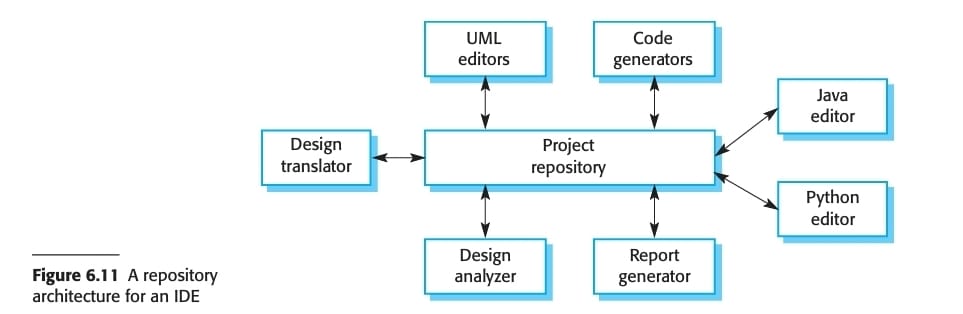 UML
editors
Code
generators
Java
editor
Design
translator
Project
repository
Python
editor
Design
analyzer
Report
generator
Figure 6.11 A repository
architecture for an IDE